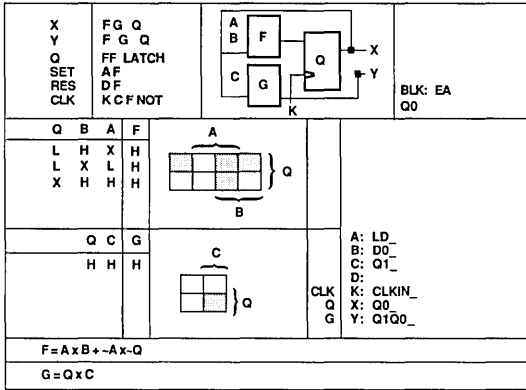 X F G Q
Y F G Q
Q FF LATCH
SET A F
RES D F
CLK K C F NOT
A
B
C
F
G
Q
X
Y
K
BLK: EA
Q0
Q B A F
L H X H
L X L H
X H H H
A
Q
B
Q C G
H H H
C
Q
CLK
Q
G
A: LD_
B: D0_
C: Q1_
D:
K: CLKIN_
X: Q0_
Y: Q1Q0_
F=A x B + ~A x ~Q
G=Q x C